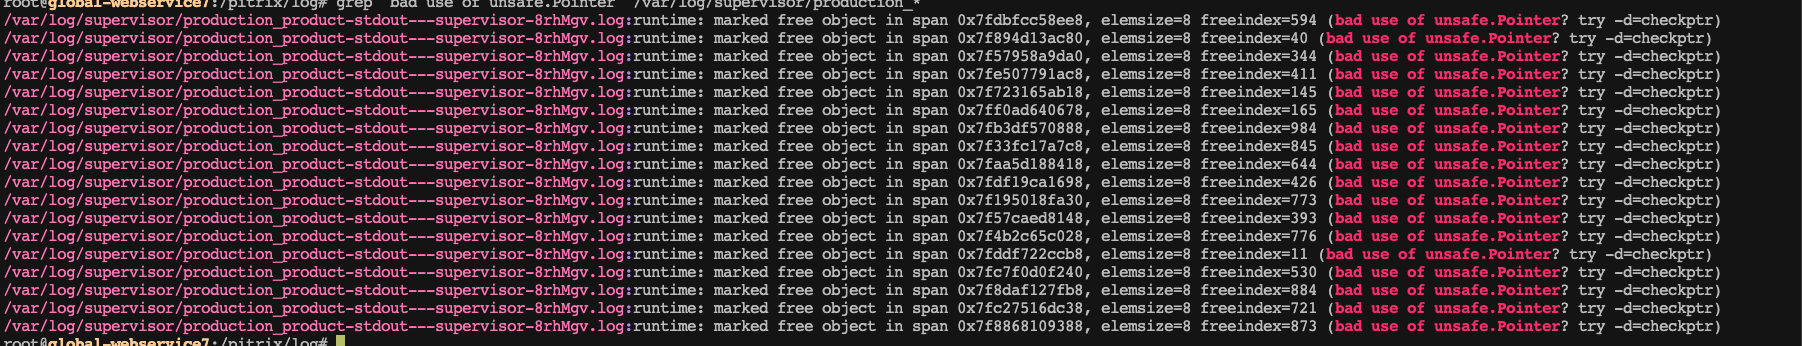 root@global-webservice7:/pitrix/log# grep "bad use of unsafe.Pointer" /var/log/supervisor/production_*
/var/log/supervisor/production_product-stdout---supervisor-8rhMgv.log:runtime: marked free object in span 0x7fdbfcc58ee8, elemsize=8 freeindex=594 (bad use of unsafe.Pointer? try -d=checkptr)
/var/log/supervisor/production_product-stdout---supervisor-8rhMgv.log:runtime: marked free object in span 0x7f894d13ac80, elemsize=8 freeindex=40 (bad use of unsafe.Pointer? try -d=checkptr)
/var/log/supervisor/production_product-stdout---supervisor-8rhMgv.log:runtime: marked free object in span 0x7f57958a9da0, elemsize=8 freeindex=344 (bad use of unsafe.Pointer? try -d=checkptr)
/var/log/supervisor/production_product-stdout---supervisor-8rhMgv.log:runtime: marked free object in span 0x7fe507791ac8, elemsize=8 freeindex=411 (bad use of unsafe.Pointer? try -d=checkptr)
/var/log/supervisor/production_product-stdout---supervisor-8rhMgv.log:runtime: marked free object in span 0x7f723165ab18, elemsize=8 freeindex=145 (bad use of unsafe.Pointer? try -d=checkptr)
/var/log/supervisor/production_product-stdout---supervisor-8rhMgv.log:runtime: marked free object in span 0x7ff0ad640678, elemsize=8 freeindex=165 (bad use of unsafe.Pointer? try -d=checkptr)
/var/log/supervisor/production_product-stdout---supervisor-8rhMgv.log:runtime: marked free object in span 0x7fb3df570888, elemsize=8 freeindex=984 (bad use of unsafe.Pointer? try -d=checkptr)
/var/log/supervisor/production_product-stdout---supervisor-8rhMgv.log:runtime: marked free object in span 0x7f33fc17a7c8, elemsize=8 freeindex=845 (bad use of unsafe.Pointer? try -d=checkptr)
/var/log/supervisor/production_product-stdout---supervisor-8rhMgv.log:runtime: marked free object in span 0x7faa5d188418, elemsize=8 freeindex=644 (bad use of unsafe.Pointer? try -d=checkptr)
/var/log/supervisor/production_product-stdout---supervisor-8rhMgv.log:runtime: marked free object in span 0x7fdf19ca1698, elemsize=8 freeindex=426 (bad use of unsafe.Pointer? try -d=checkptr)
/var/log/supervisor/production_product-stdout---supervisor-8rhMgv.log:runtime: marked free object in span 0x7f195018fa30, elemsize=8 freeindex=773 (bad use of unsafe.Pointer? try -d=checkptr)
/var/log/supervisor/production_product-stdout---supervisor-8rhMgv.log:runtime: marked free object in span 0x7f57caed8148, elemsize=8 freeindex=393 (bad use of unsafe.Pointer? try -d=checkptr)
/var/log/supervisor/production_product-stdout---supervisor-8rhMgv.log:runtime: marked free object in span 0x7f4b2c65c028, elemsize=8 freeindex=776 (bad use of unsafe.Pointer? try -d=checkptr)
/var/log/supervisor/production_product-stdout---supervisor-8rhMgv.log:runtime: marked free object in span 0x7fddf722ccb8, elemsize=8 freeindex=11 (bad use of unsafe.Pointer? try -d=checkptr)
/var/log/supervisor/production_product-stdout---supervisor-8rhMgv.log:runtime: marked free object in span 0x7fc7f0d0f240, elemsize=8 freeindex=530 (bad use of unsafe.Pointer? try -d=checkptr)
/var/log/supervisor/production_product-stdout---supervisor-8rhMgv.log:runtime: marked free object in span 0x7f8daf127fb8, elemsize=8 freeindex=884 (bad use of unsafe.Pointer? try -d=checkptr)
/var/log/supervisor/production_product-stdout---supervisor-8rhMgv.log:runtime: marked free object in span 0x7fc27516dc38, elemsize=8 freeindex=721 (bad use of unsafe.Pointer? try -d=checkptr)
/var/log/supervisor/production_product-stdout---supervisor-8rhMgv.log:runtime: marked free object in span 0x7f8868109388, elemsize=8 freeindex=873 (bad use of unsafe.Pointer? try -d=checkptr)
root@global-webservice7:/pitrix/log#